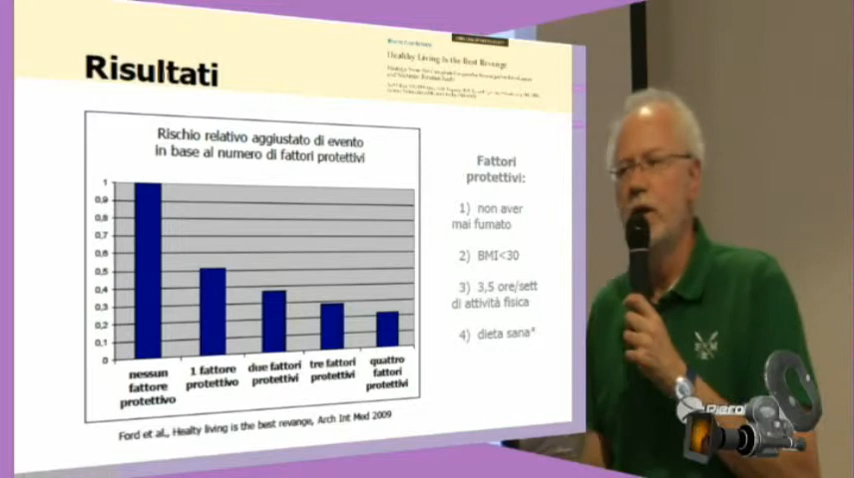 Risultati
Healthy Living Is the Best Revenge
Rischio relativo aggiustato di evento
in base al numero di fattori protettivi
1
0,9
0,8
0,7
0,6
0,5
0,4
0,3
0,2
0,1
0
nessun
fattore
protettivo
1 fattore
protettivo
due fattori
protettivi
tre fattori
protettivi
quattro
fattori
protettivi
Ford et al., Healty living is the best revange, Arch Int Med 2009
Fattori
protettivi:
1) non aver
mai fumato
2) BMI<30
3) 3,5 ore/sett
di attività fisica
4) dieta sana*
Piero